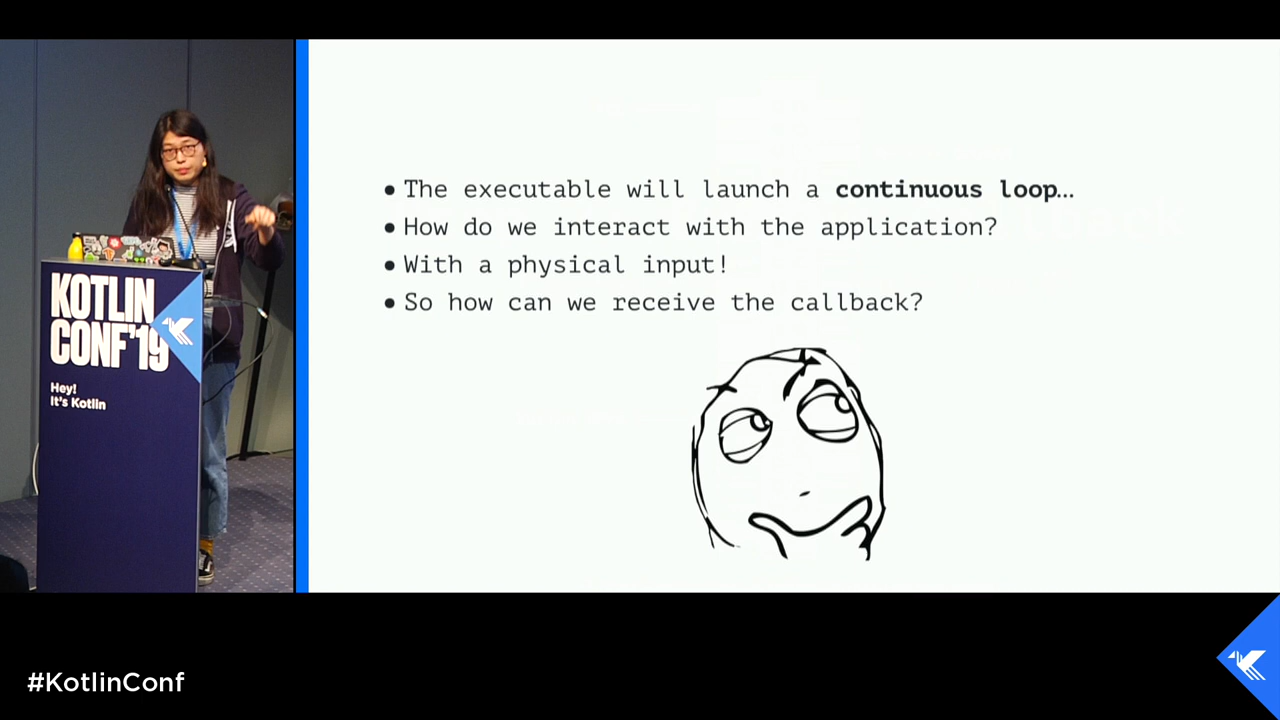 • The executable will launch a continuous loop…
• How do we interact with the application?
• With a physical input!
• So how can we receive the callback?
KOTLIN
CONF'19
Hey!
It's Kotlin
#KotlinConf